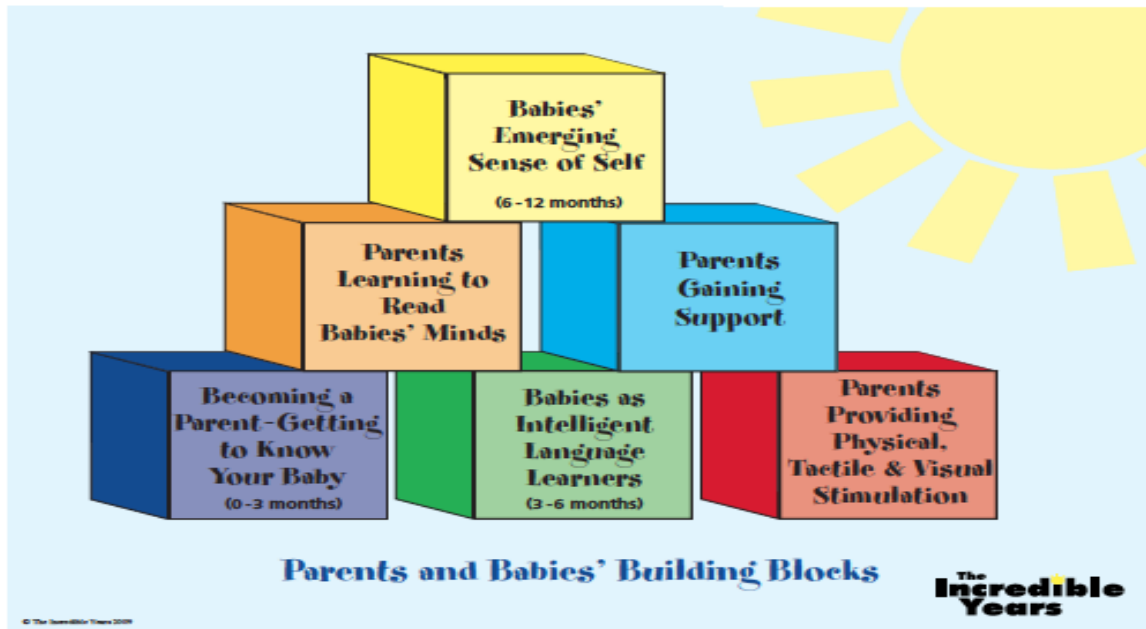 Babies'
Emerging
Sense of Self
(6-12 months)
Parents
Learning to
Read
Babies' Minds
Parents
Gaining
Support
Becoming a
Parent-Getting
to Know
Your Baby
(0-3 months)
Babies as
Intelligent
Language
Learners
(3-6 months)
Parents
Providing
Physical,
Tactile & Visual
Stimulation
Parents and Babies' Building Blocks
The
Incredible
Years
© The Incredible Years 2009